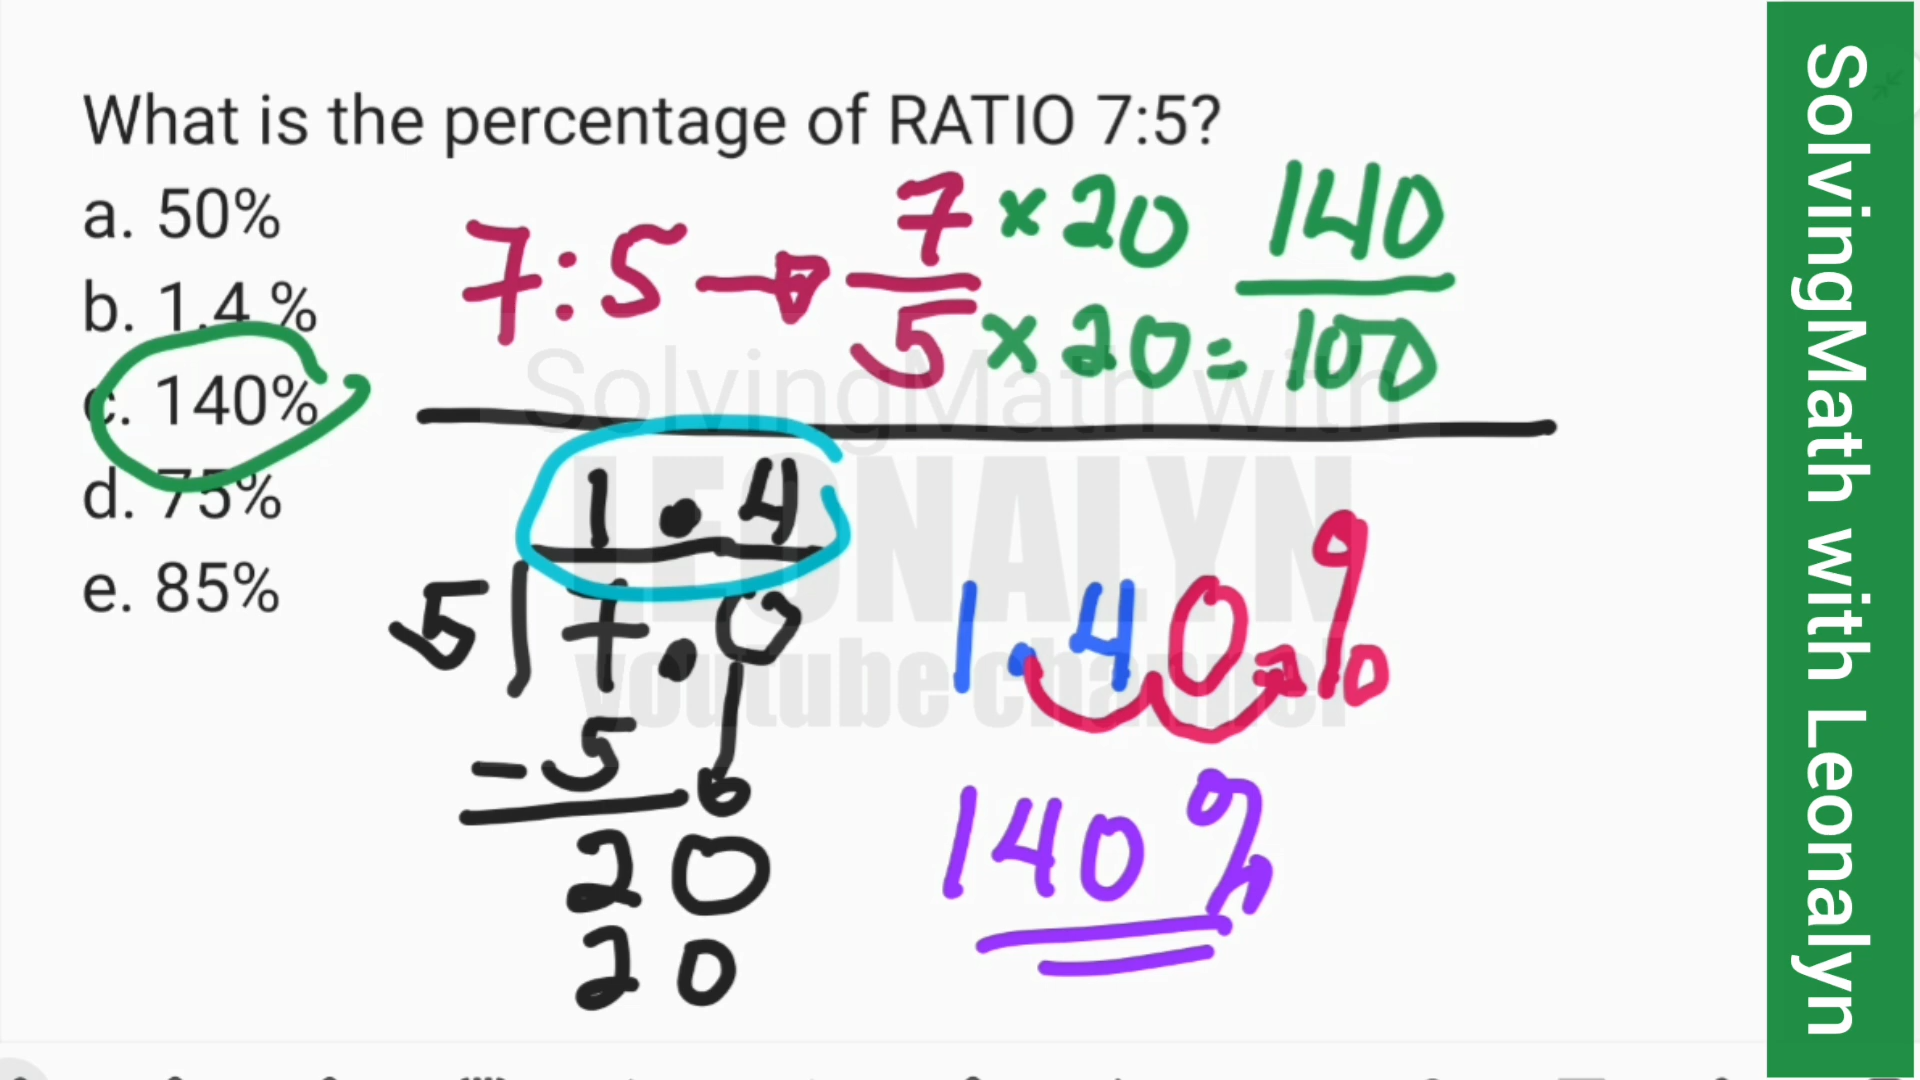 What is the percentage of RATIO 7:5?
a. 50%
b. 1.4 %
c. 140%
d. 75%
e. 85%
7:5 → 7/5 × 20 / × 20 = 140/100
1.4
5 7.0
- 5 0
20
20
1.40%
140%
SolvingMath with
LEONALYN
youtube channel
SolvingMath with Leonalyn